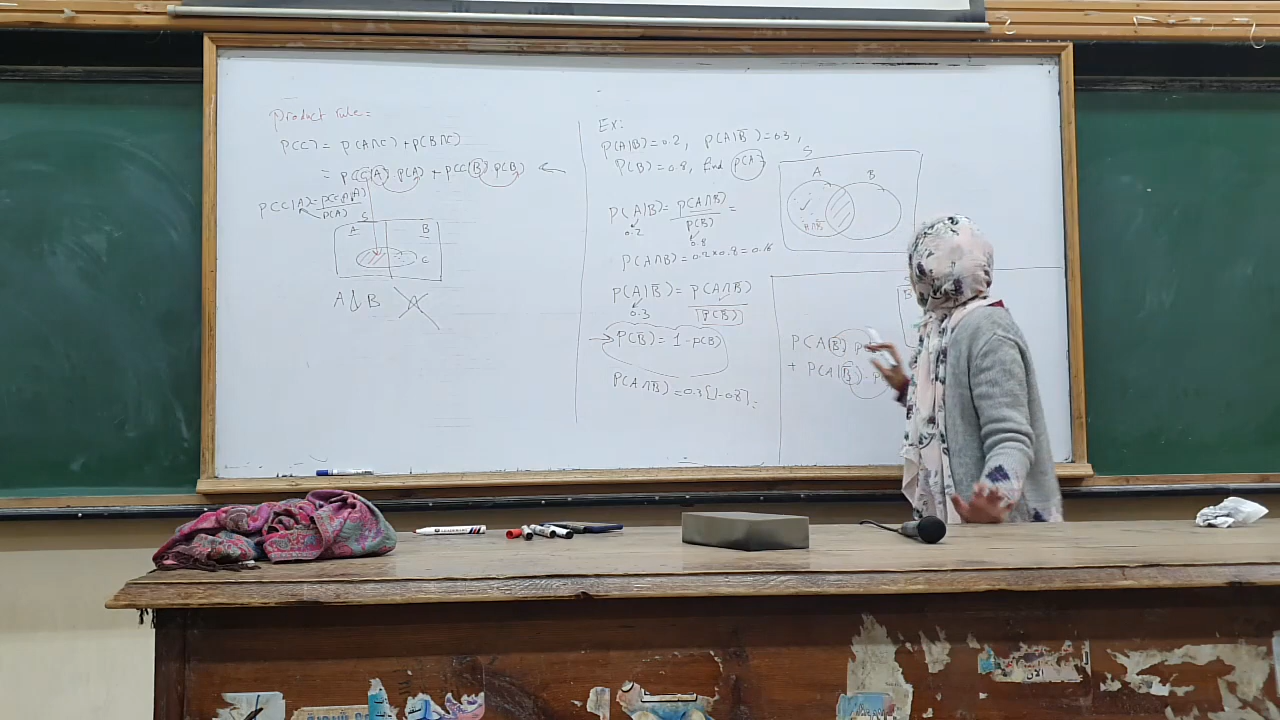 Product rule:
P(C) = P(A∩C) + P(B∩C)
= P(C|A)·P(A) + P(C|B)·P(B) ←
P(C|A) = P(C∩A)
P(A)
S
A B
C
A & B
Ex:
P(A|B) = 0.2, P(A|B̅) = 0.3,
P(B) = 0.8, find P(A)
P(A|B) = P(A∩B) =
P(B)
0.2
0.8
P(A∩B) = 0.2×0.8 = 0.16
P(A|B̅) = P(A∩B̅)
P(B̅)
0.3
→ P(B̅) = 1 - P(B)
P(A∩B̅) = 0.3[1-0.8] =
S
A B
A∩B̅
B
P(A|B) P
+ P(A|B̅)·P
الآن